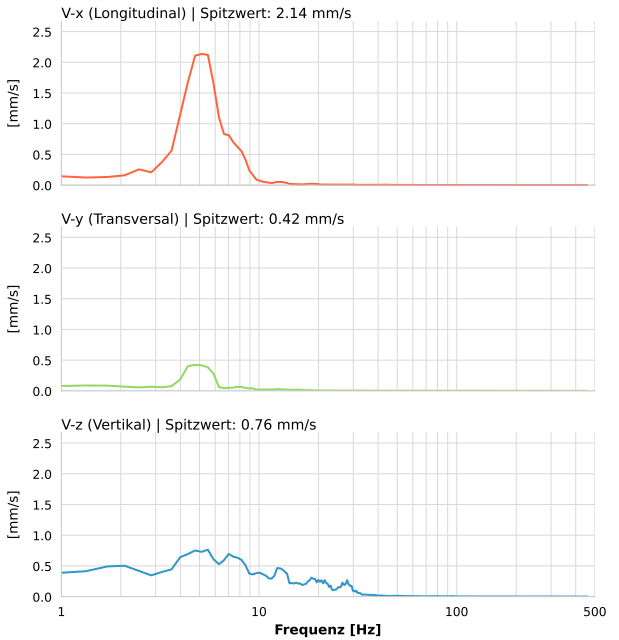 V-x (Longitudinal) | Spitzwert: 2.14 mm/s
2.5
2.0
1.5
1.0
0.5
0.0
[mm/s]
V-y (Transversal) | Spitzwert: 0.42 mm/s
2.5
2.0
1.5
1.0
0.5
0.0
[mm/s]
V-z (Vertikal) | Spitzwert: 0.76 mm/s
2.5
2.0
1.5
1.0
0.5
0.0
[mm/s]
1 10 100 500
Frequenz [Hz]